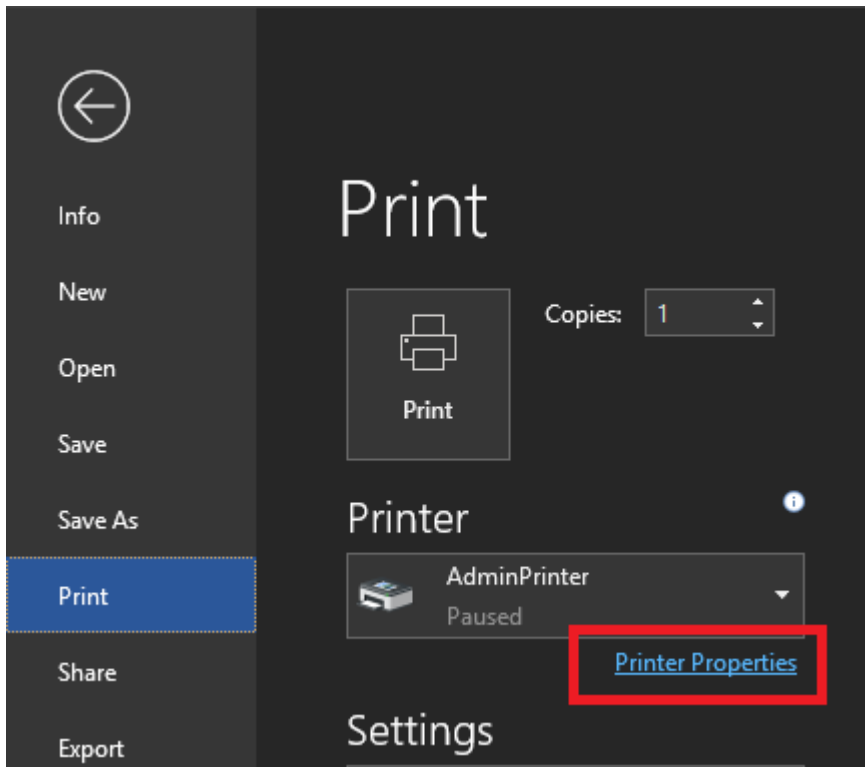 Info
New
Open
Save
Save As
Print
Share
Export
Print
Print
Copies:
1
Printer
AdminPrinter
Paused
Printer Properties
Settings